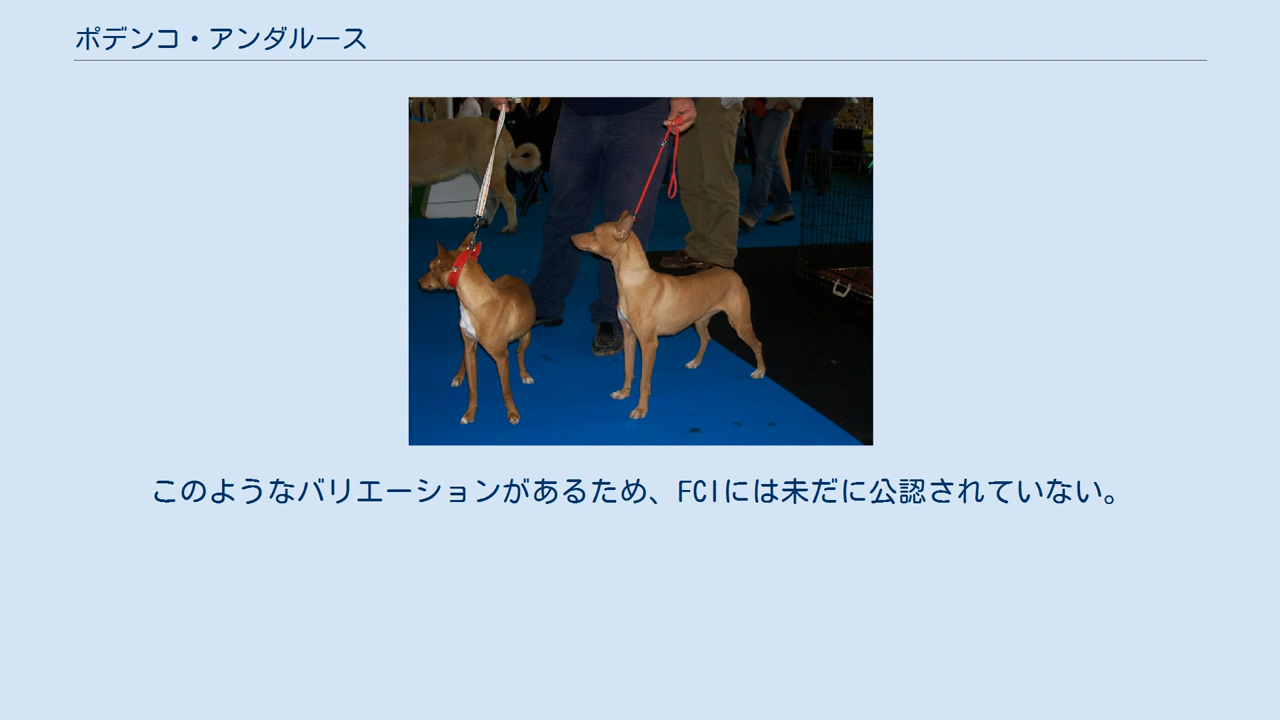 ポデンコ・アンダルース
このようなバリエーションがあるため、FCIには未だに公認されていない。